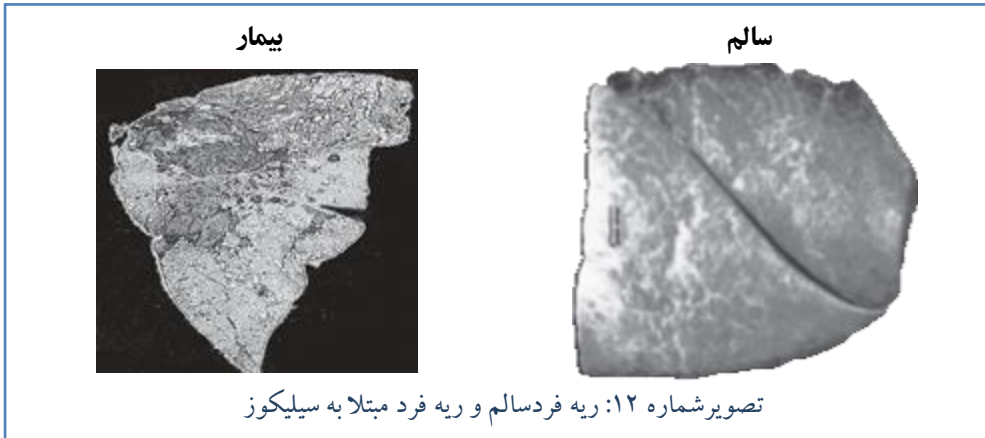 سالم
بیمار
تصویرشماره ۱۲: ریه فردسالم و ریه فرد مبتلا به سیلیکوز